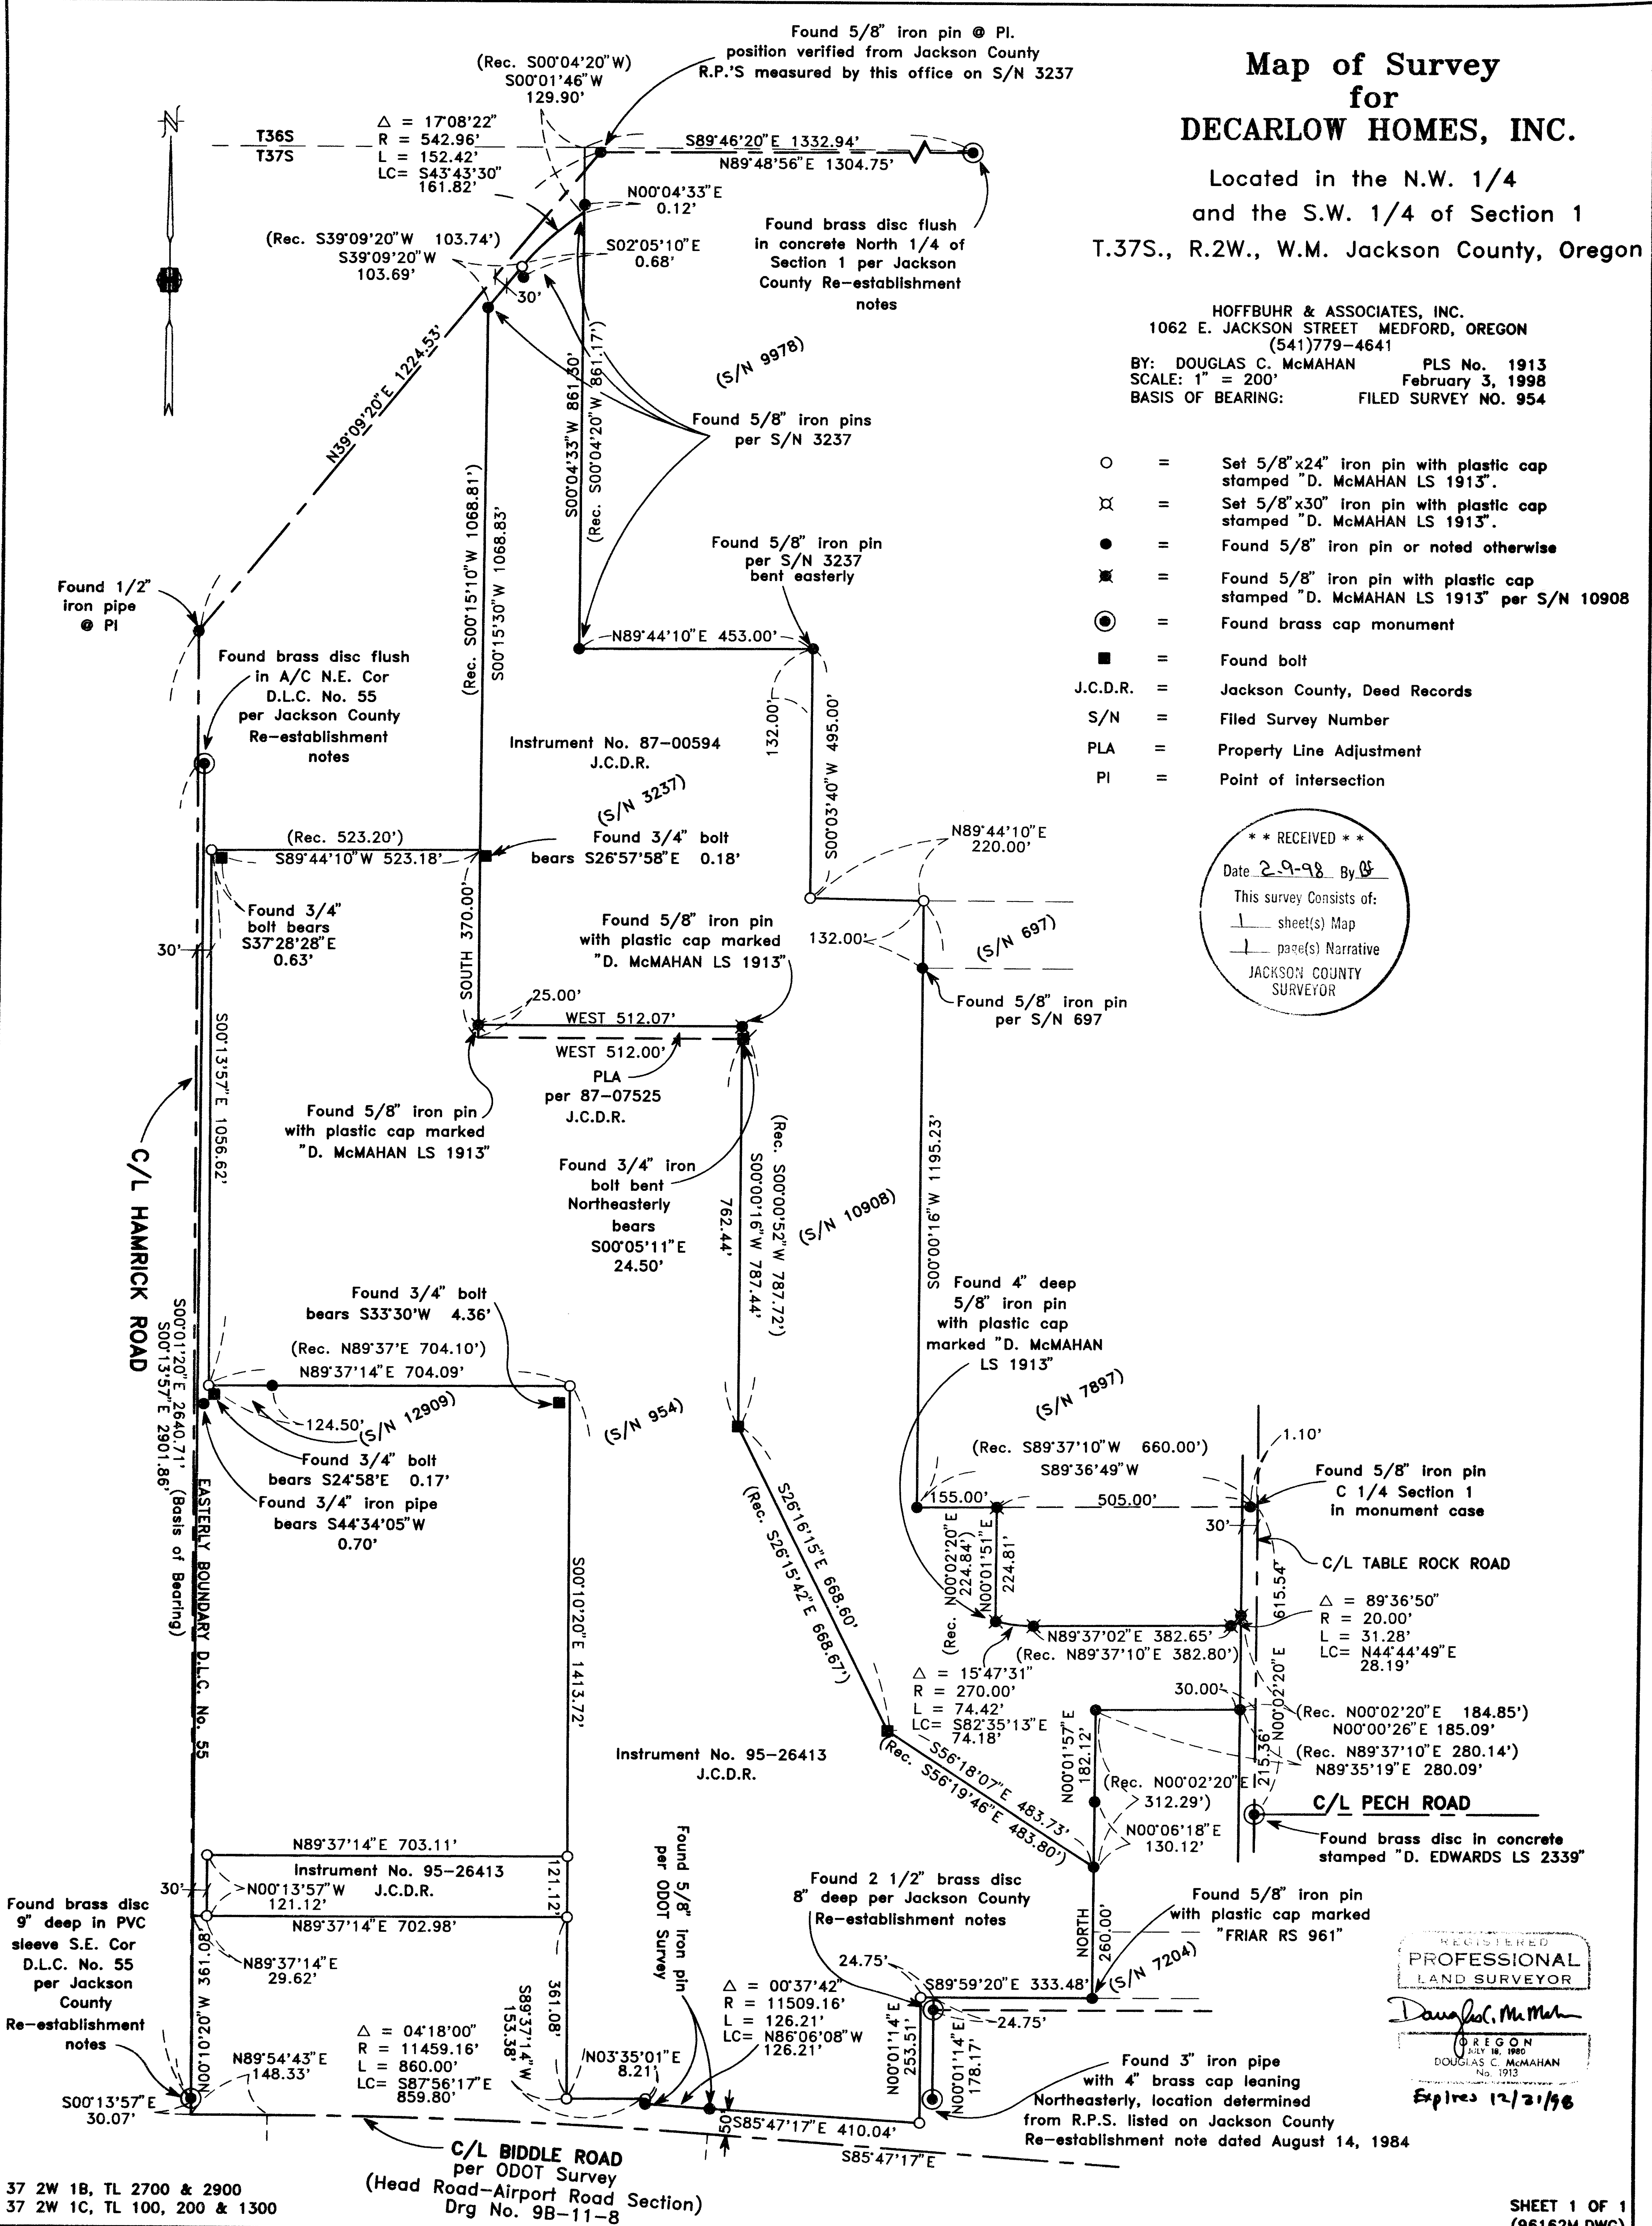 Map of Survey
for
DECARLOW HOMES, INC.
Located in the N.W. 1/4
and the S.W. 1/4 of Section 1
T.37S., R.2W., W.M. Jackson County, Oregon
HOFFBUHR & ASSOCIATES, INC.
1062 E. JACKSON STREET MEDFORD, OREGON
(541)779-4641
BY: DOUGLAS C. McMAHAN PLS No. 1913
SCALE: 1" = 200' February 3, 1998
BASIS OF BEARING: FILED SURVEY NO. 954
○ = Set 5/8"x24" iron pin with plastic cap
stamped "D. McMAHAN LS 1913".
= Set 5/8"x30" iron pin with plastic cap
stamped "D. McMAHAN LS 1913".
● = Found 5/8" iron pin or noted otherwise
= Found 5/8" iron pin with plastic cap
stamped "D. McMAHAN LS 1913" per S/N 10908
= Found brass cap monument
■ = Found bolt
J.C.D.R. = Jackson County, Deed Records
S/N = Filed Survey Number
PLA = Property Line Adjustment
PI = Point of intersection
* * RECEIVED * *
Date 2-9-98 By
This survey Consists of:
1 sheet(s) Map
1 page(s) Narrative
JACKSON COUNTY
SURVEYOR
Found 5/8" iron pin @ PI.
position verified from Jackson County
R.P.'S measured by this office on S/N 3237
(Rec. S00°04'20"W)
S00°01'46"W
129.90'
N
T36S
T37S
Δ = 17°08'22"
R = 542.96'
L = 152.42'
LC= S43°43'30"
161.82'
S89°46'20"E 1332.94'
N89°48'56"E 1304.75'
N00°04'33"E
0.12'
(Rec. S39°09'20"W 103.74')
S39°09'20"W
103.69'
S02°05'10"E
0.68'
30'
Found brass disc flush
in concrete North 1/4 of
Section 1 per Jackson
County Re-establishment
notes
N39°09'20"E 1224.53'
(S/N 9978)
S00°04'33"W 861.30'
(Rec. S00°04'20"W 861.17')
Found 5/8" iron pins
per S/N 3237
(Rec. S00°15'10"W 1068.81')
S00°15'30"W 1068.83'
Found 5/8" iron pin
per S/N 3237
bent easterly
Found 1/2"
iron pipe
@ PI
N89°44'10"E 453.00'
Found brass disc flush
in A/C N.E. Cor
D.L.C. No. 55
per Jackson County
Re-establishment
notes
132.00'
S00°03'40"W 495.00'
Instrument No. 87-00594
J.C.D.R.
(S/N 3237)
(Rec. 523.20')
S89°44'10"W 523.18'
Found 3/4" bolt
bears S26°57'58"E 0.18'
N89°44'10"E
220.00'
Found 3/4"
bolt bears
S37°28'28"E
0.63'
30'
SOUTH 370.00'
Found 5/8" iron pin
with plastic cap marked
"D. McMAHAN LS 1913"
132.00'
(S/N 697)
Found 5/8" iron pin
per S/N 697
25.00'
WEST 512.07'
WEST 512.00'
PLA
per 87-07525
J.C.D.R.
S00°13'57"E 1056.62'
Found 5/8" iron pin
with plastic cap marked
"D. McMAHAN LS 1913"
C/L HAMRICK ROAD
Found 3/4" iron
bolt bent
Northeasterly
bears
S00°05'11"E
24.50'
762.44'
(Rec. S00°00'52"W 787.72')
S00°00'16"W 787.44'
(S/N 10908)
S00°00'16"W 1195.23'
Found 4" deep
5/8" iron pin
with plastic cap
marked "D. McMAHAN
LS 1913"
Found 3/4" bolt
bears S33°30'W 4.36'
(Rec. N89°37'E 704.10')
N89°37'14"E 704.09'
124.50'
(S/N 12909)
(S/N 954)
(S/N 7897)
Found 3/4" bolt
bears S24°58'E 0.17'
Found 3/4" iron pipe
bears S44°34'05"W
0.70'
S00°01'20"E 2640.71' (Basis of Bearing)
S00°13'57"E 2901.86'
EASTERLY BOUNDARY D.L.C. No. 55
(Rec. S89°37'10"W 660.00')
S89°36'49"W
155.00'
505.00'
1.10'
Found 5/8" iron pin
C 1/4 Section 1
in monument case
30'
C/L TABLE ROCK ROAD
615.54'
N00°02'20"E
S26°16'15"E 668.60'
(Rec. S26°15'42"E 668.67')
(Rec. N00°02'20"E
224.84')
N00°01'51"E
224.81'
Δ = 89°36'50"
R = 20.00'
L = 31.28'
LC= N44°44'49"E
28.19'
N89°37'02"E 382.65'
(Rec. N89°37'10"E 382.80')
Δ = 15°47'31"
R = 270.00'
L = 74.42'
LC= S82°35'13"E
74.18'
S00°10'20"E 1413.72'
30.00'
(Rec. N00°02'20"E 184.85')
N00°00'26"E 185.09'
(Rec. N89°37'10"E 280.14')
N89°35'19"E 280.09'
215.36'
Instrument No. 95-26413
J.C.D.R.
S56°18'07"E 483.73'
(Rec. S56°19'46"E 483.80')
N00°01'57"E
182.12'
(Rec. N00°02'20"E
312.29')
N00°06'18"E
130.12'
C/L PECH ROAD
Found brass disc in concrete
stamped "D. EDWARDS LS 2339"
N89°37'14"E 703.11'
Instrument No. 95-26413
J.C.D.R.
N00°13'57"W
121.12'
121.12'
30'
N89°37'14"E 702.98'
N89°37'14"E
29.62'
Found brass disc
9" deep in PVC
sleeve S.E. Cor
D.L.C. No. 55
per Jackson
County
Re-establishment
notes
N00°10'20"W 361.08'
361.08'
Found 5/8" iron pin
per ODOT Survey
Found 2 1/2" brass disc
8" deep per Jackson County
Re-establishment notes
NORTH
260.00'
Found 5/8" iron pin
with plastic cap marked
"FRIAR RS 961"
24.75'
S89°59'20"E 333.48'
(S/N 7204)
24.75'
Δ = 00°37'42"
R = 11509.16'
L = 126.21'
LC= N86°06'08"W
126.21'
N00°01'14"E
253.51'
N00°01'14"E
178.17'
S89°37'14"W
153.38'
N03°35'01"E
8.21'
Δ = 04°18'00"
R = 11459.16'
L = 860.00'
LC= S87°56'17"E
859.80'
N89°54'43"E
148.33'
S00°13'57"E
30.07'
Found 3" iron pipe
with 4" brass cap leaning
Northeasterly, location determined
from R.P.S. listed on Jackson County
Re-establishment note dated August 14, 1984
50'
S85°47'17"E 410.04'
S85°47'17"E
C/L BIDDLE ROAD
per ODOT Survey
(Head Road-Airport Road Section)
Drg No. 9B-11-8
REGISTERED
PROFESSIONAL
LAND SURVEYOR
Douglas C. McMahan
OREGON
JULY 18, 1980
DOUGLAS C. McMAHAN
No. 1913
Expires 12/31/98
37 2W 1B, TL 2700 & 2900
37 2W 1C, TL 100, 200 & 1300
SHEET 1 OF 1
(96162M.DWG)